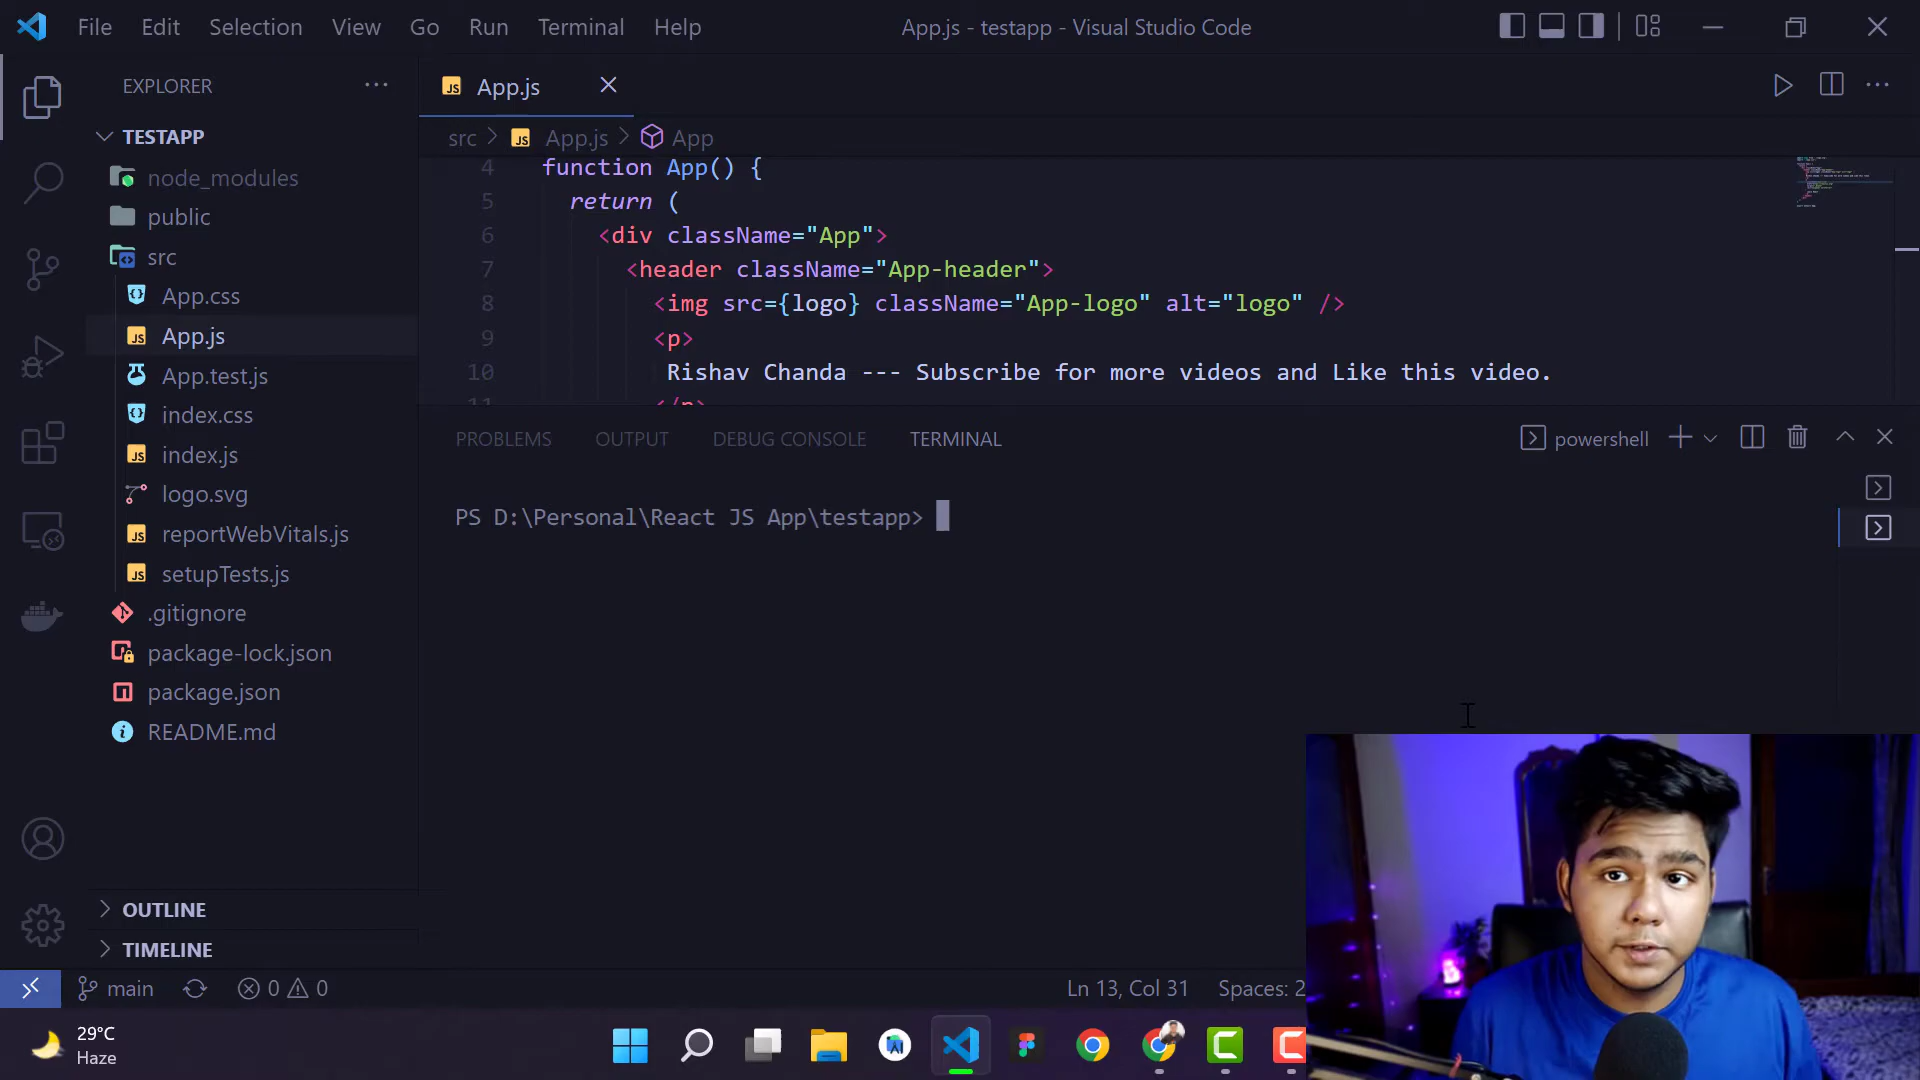 File Edit Selection View Go Run Terminal Help
App.js - testapp - Visual Studio Code
EXPLORER
TESTAPP
node_modules
public
src
App.css
App.js
App.test.js
index.css
index.js
logo.svg
reportWebVitals.js
setupTests.js
.gitignore
package-lock.json
package.json
README.md
OUTLINE
TIMELINE
App.js
src > App.js > App
4 function App() {
5 return (
6 <div className="App">
7 <header className="App-header">
8 <img src={logo} className="App-logo" alt="logo" />
9 <p>
10 Rishav Chanda --- Subscribe for more videos and Like this video.
11 </p>
PROBLEMS OUTPUT DEBUG CONSOLE TERMINAL
powershell
PS D:\Personal\React JS App\testapp>
main 0 0
Ln 13, Col 31 Spaces: 2
29°C
Haze